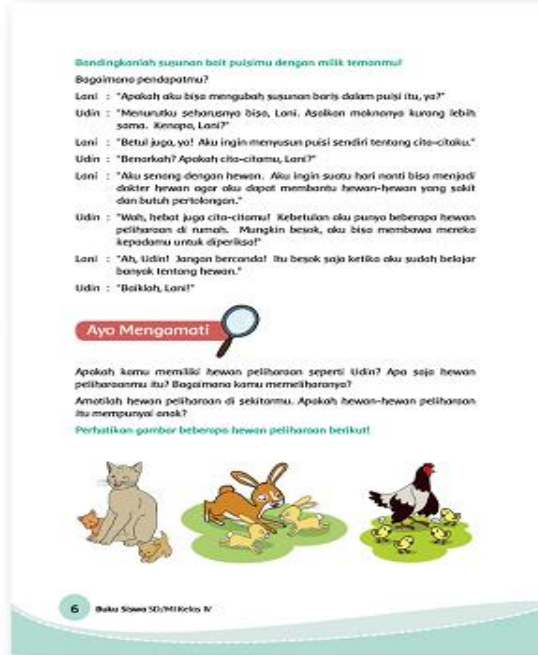 Bandingkanlah susunan bait puisimu dengan milik temanmu!
Bagaimana pendapatmu?
Lani : "Apakah aku bisa mengubah susunan baris dalam puisi itu, ya?"
Udin : "Menurutku seharusnya bisa, Lani. Asalkan maknanya kurang lebih
sama. Kenapa, Lani?"
Lani : "Betul juga, ya! Aku ingin menyusun puisi sendiri tentang cita-citaku."
Udin : "Benarkah? Apakah cita-citamu, Lani?"
Lani : "Aku senang dengan hewan. Aku ingin suatu hari nanti bisa menjadi
dokter hewan agar aku dapat membantu hewan-hewan yang sakit
dan butuh pertolongan."
Udin : "Wah, hebat juga cita-citamu! Kebetulan aku punya beberapa hewan
peliharaan di rumah. Mungkin besok, aku bisa membawa mereka
kepadamu untuk diperiksa!"
Lani : "Ah, Udin! Jangan bercanda! Itu besok saja ketika aku sudah belajar
banyak tentang hewan."
Udin : "Baiklah, Lani!"
Ayo Mengamati
Apakah kamu memiliki hewan peliharaan seperti Udin? Apa saja hewan
peliharaanmu itu? Bagaimana kamu memeliharanya?
Amatilah hewan peliharaan di sekitarmu. Apakah hewan-hewan peliharaan
itu mempunyai anak?
Perhatikan gambar beberapa hewan peliharaan berikut!
6 Buku Siswa SD/MI Kelas IV